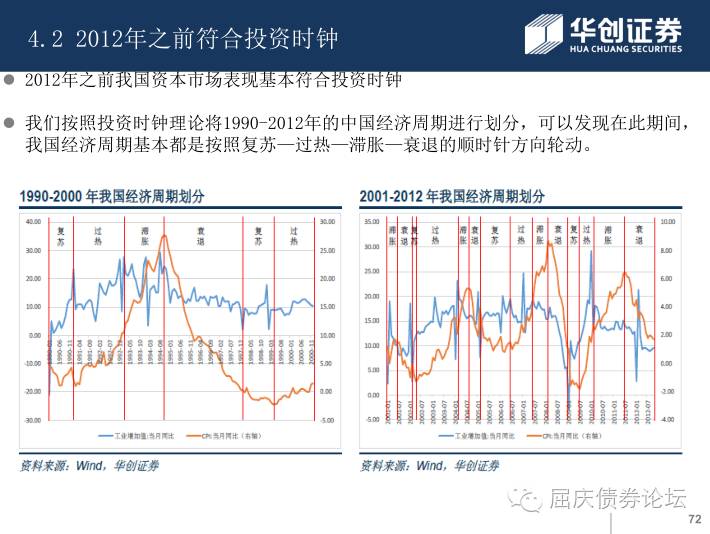 4.2 2012年之前符合投资时钟
华创证券
HUA CHUANG SECURITIES
● 2012年之前我国资本市场表现基本符合投资时钟
● 我们按照投资时钟理论将1990-2012年的中国经济周期进行划分，可以发现在此期间，
我国经济周期基本都是按照复苏—过热—滞胀—衰退的顺时针方向轮动。
1990-2000 年我国经济周期划分
40.00
30.00
20.00
10.00
0.00
-10.00
-20.00
-30.00
复苏
过热
滞胀
衰退
复苏
过热
30.00
25.00
20.00
15.00
10.00
5.00
0.00
-5.00
工业增加值:当月同比
CPI:当月同比（右轴）
资料来源：Wind，华创证券
2001-2012 年我国经济周期划分
35.00
30.00
25.00
20.00
15.00
10.00
5.00
0.00
-5.00
滞胀
衰退
复苏
过热
滞胀
衰退
复苏
过热
滞胀
衰退
复苏
过热
滞胀
衰退
10.00
8.00
6.00
4.00
2.00
0.00
-2.00
-4.00
工业增加值:当月同比
CPI:当月同比（右轴）
资料来源：Wind，华创证券
屈庆债券论坛
72